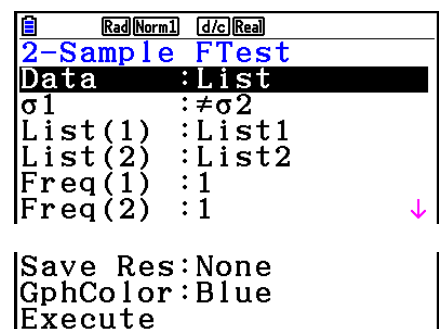 Rad Norm1 d/c Real
2-Sample FTest
Data :List
σ1 :≠σ2
List(1) :List1
List(2) :List2
Freq(1) :1
Freq(2) :1 ↓
Save Res:None
GphColor:Blue
Execute